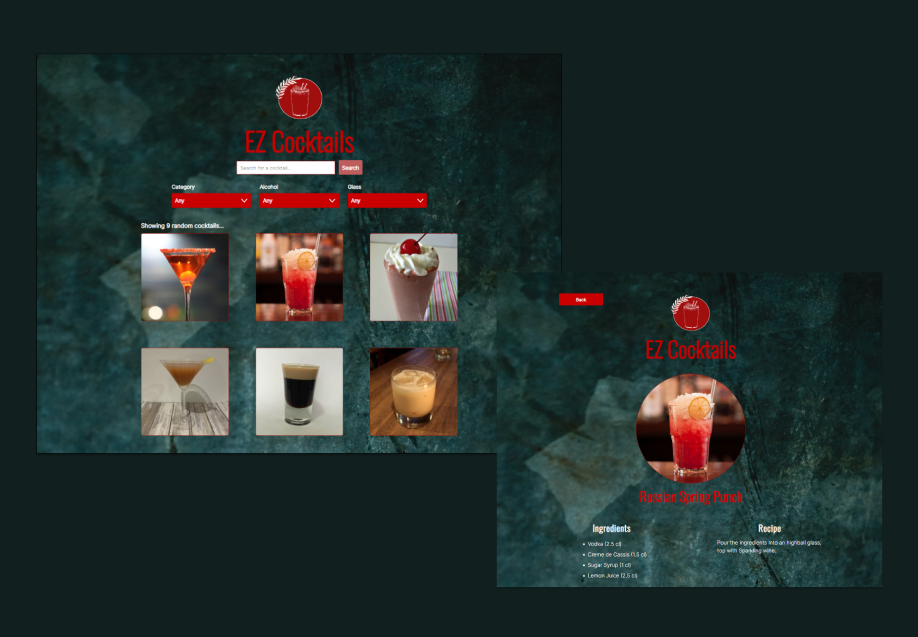 EZ Cocktails
Search for a cocktail...
Search
Category
Alcohol
Glass
Any
Any
Any
Showing 9 random cocktails...
Back
EZ Cocktails
Russian Spring Punch
Ingredients
Recipe
Vodka (2.5 cl)
Creme de Cassis (1.5 cl)
Sugar Syrup (1 cl)
Lemon Juice (2.5 cl)
Pour the ingredients into an highball glass,
top with Sparkling wine.